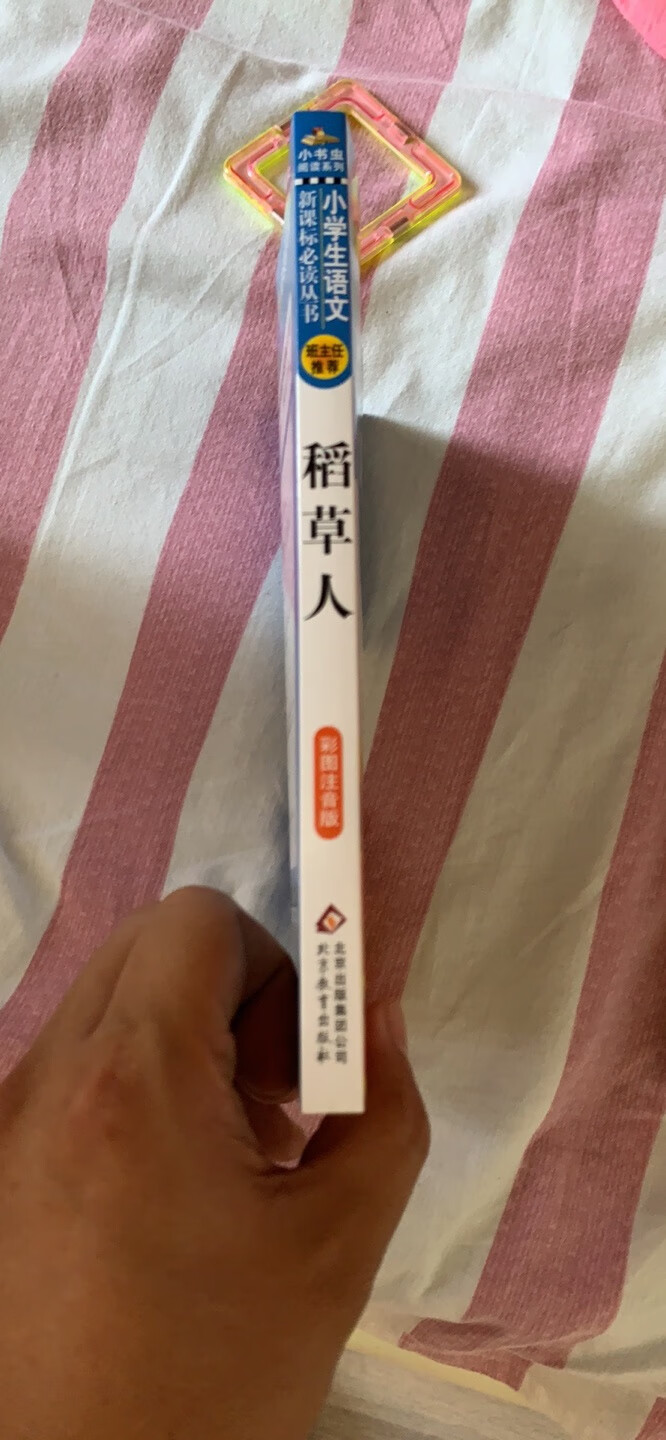 小书虫
阅读系列
小学生语文
新课标必读丛书
班主任
推荐
稻草人
彩图注音版
北京出版集团公司
北京教育出版社